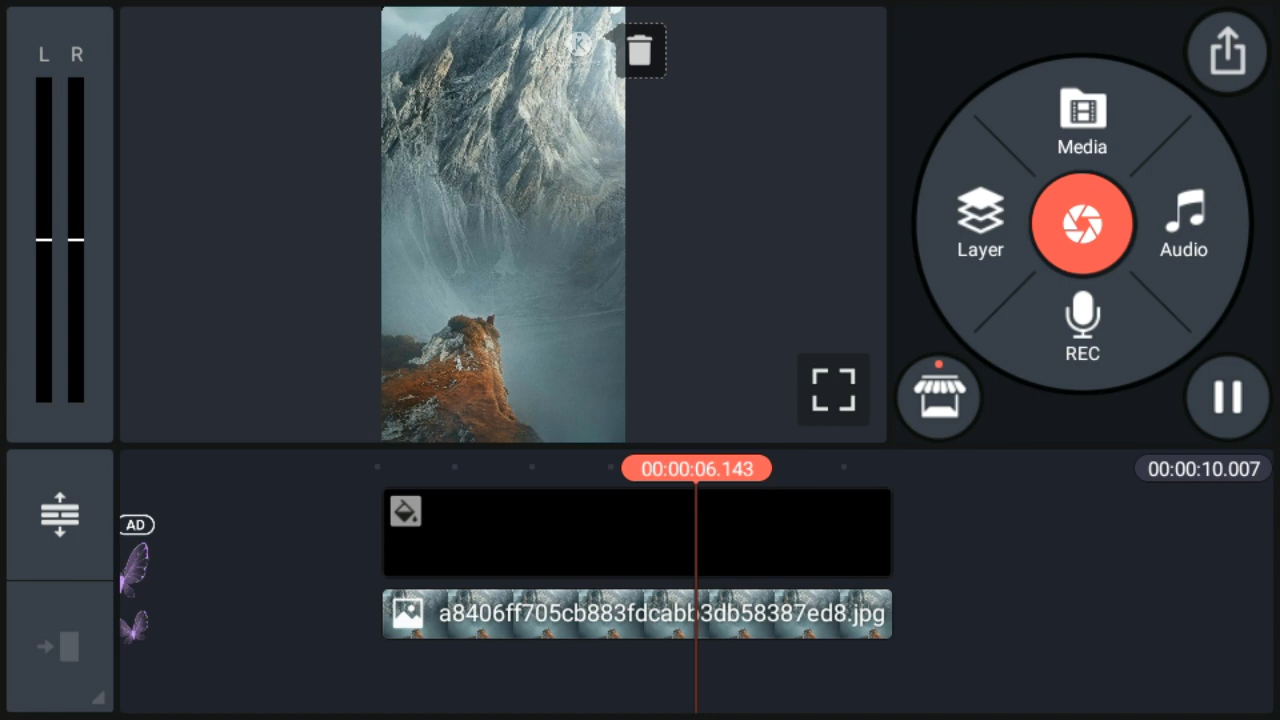 L R
K
Media
Layer
Audio
REC
00:00:06.143
00:00:10.007
AD
a8406ff705cb883fdcabb3db58387ed8.jpg